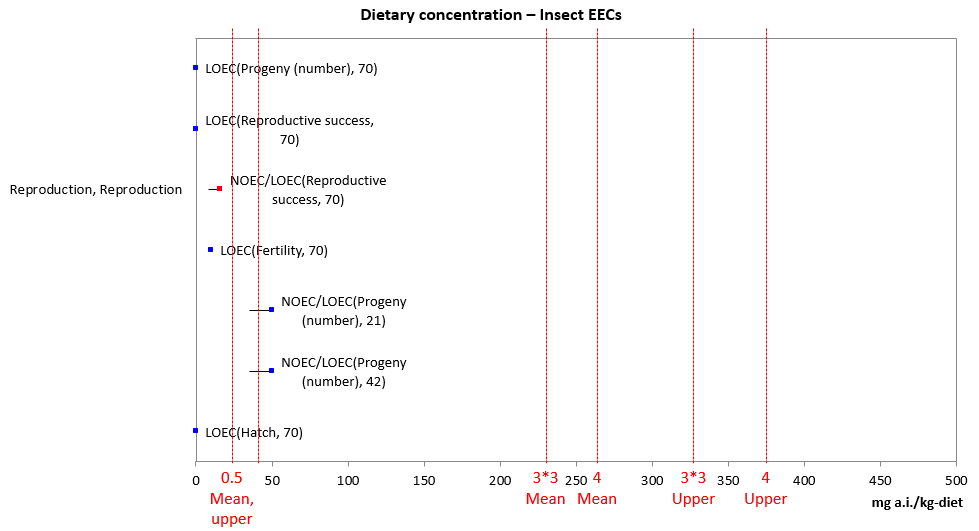 Dietary concentration – Insect EECs
LOEC(Progeny (number), 70)
LOEC(Reproductive success,
70)
Reproduction, Reproduction
NOEC/LOEC(Reproductive
success, 70)
LOEC(Fertility, 70)
NOEC/LOEC(Progeny
(number), 21)
NOEC/LOEC(Progeny
(number), 42)
LOEC(Hatch, 70)
0 50 100 150 200 250 300 350 400 450 500
0.5
Mean,
upper
3*3
Mean
4
Mean
3*3
Upper
4
Upper
mg a.i./kg-diet